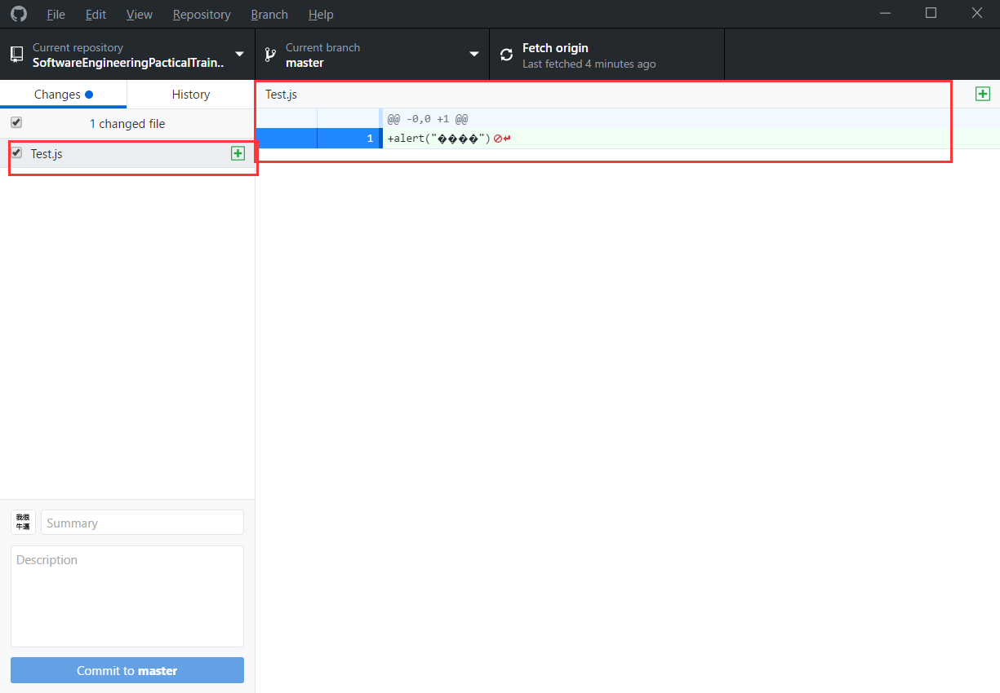 File Edit View Repository Branch Help
Current repository
SoftwareEngineeringPacticalTrain..
Current branch
master
Fetch origin
Last fetched 4 minutes ago
Changes
History
Test.js
1 changed file
@@ -0,0 +1 @@
1 +alert("����")
Test.js
我很
牛逼
Summary
Description
Commit to master